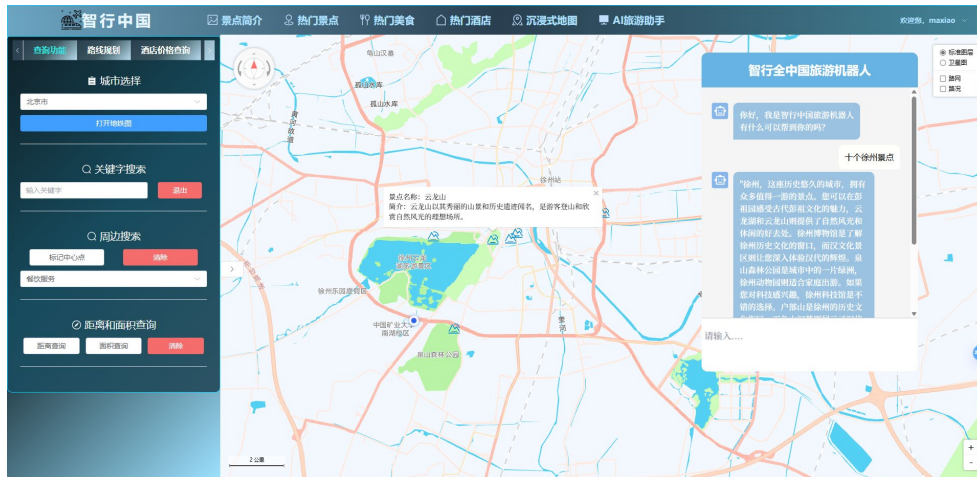 智行中国
景点简介
热门景点
热门美食
热门酒店
沉浸式地图
AI旅游助手
欢迎您，maxiao
查询功能 路线规划 酒店价格查询
城市选择
北京市
打开地铁图
关键字搜索
输入关键字 退出
周边搜索
标记中心点 清除
餐饮服务
距离和面积查询
距离查询 面积查询 清除
龟山汉墓
孤山水库
孤山水库
黄河故道
徐州站
景点名称：云龙山
简介：云龙山以其秀丽的山景和历史遗迹闻名，是游客登山和欣
赏自然风光的理想场所。
徐州乐园度假区
中国矿业大学
南湖校区
泉山森林公园
2 公里
智行全中国旅游机器人
你好，我是智行中国旅游机器人
有什么可以帮到你的吗?
十个徐州景点
"徐州，这座历史悠久的城市，拥有
众多值得一游的景点。您可以在彭
祖园感受古代彭祖文化的魅力，云
龙湖和云龙山则提供了自然风光和
休闲的好去处。徐州博物馆是了解
徐州历史文化的窗口，而汉文化景
区则让您深入体验汉代的辉煌。泉
山森林公园是城市中的一片绿洲，
徐州动物园则适合家庭出游。如果
您对科技感兴趣，徐州科技馆是不
错的选择。户部山是徐州的历史文
请输入....
标准图层
卫星图
路网
路况
+
-